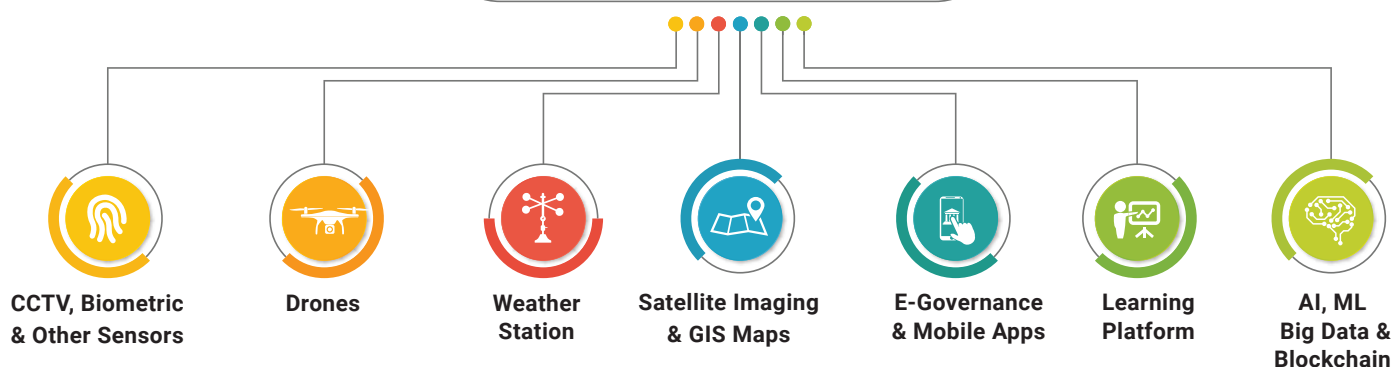 CCTV, Biometric
& Other Sensors
Drones
Weather
Station
Satellite Imaging
& GIS Maps
E-Governance
& Mobile Apps
Learning
Platform
AI, ML
Big Data &
Blockchain